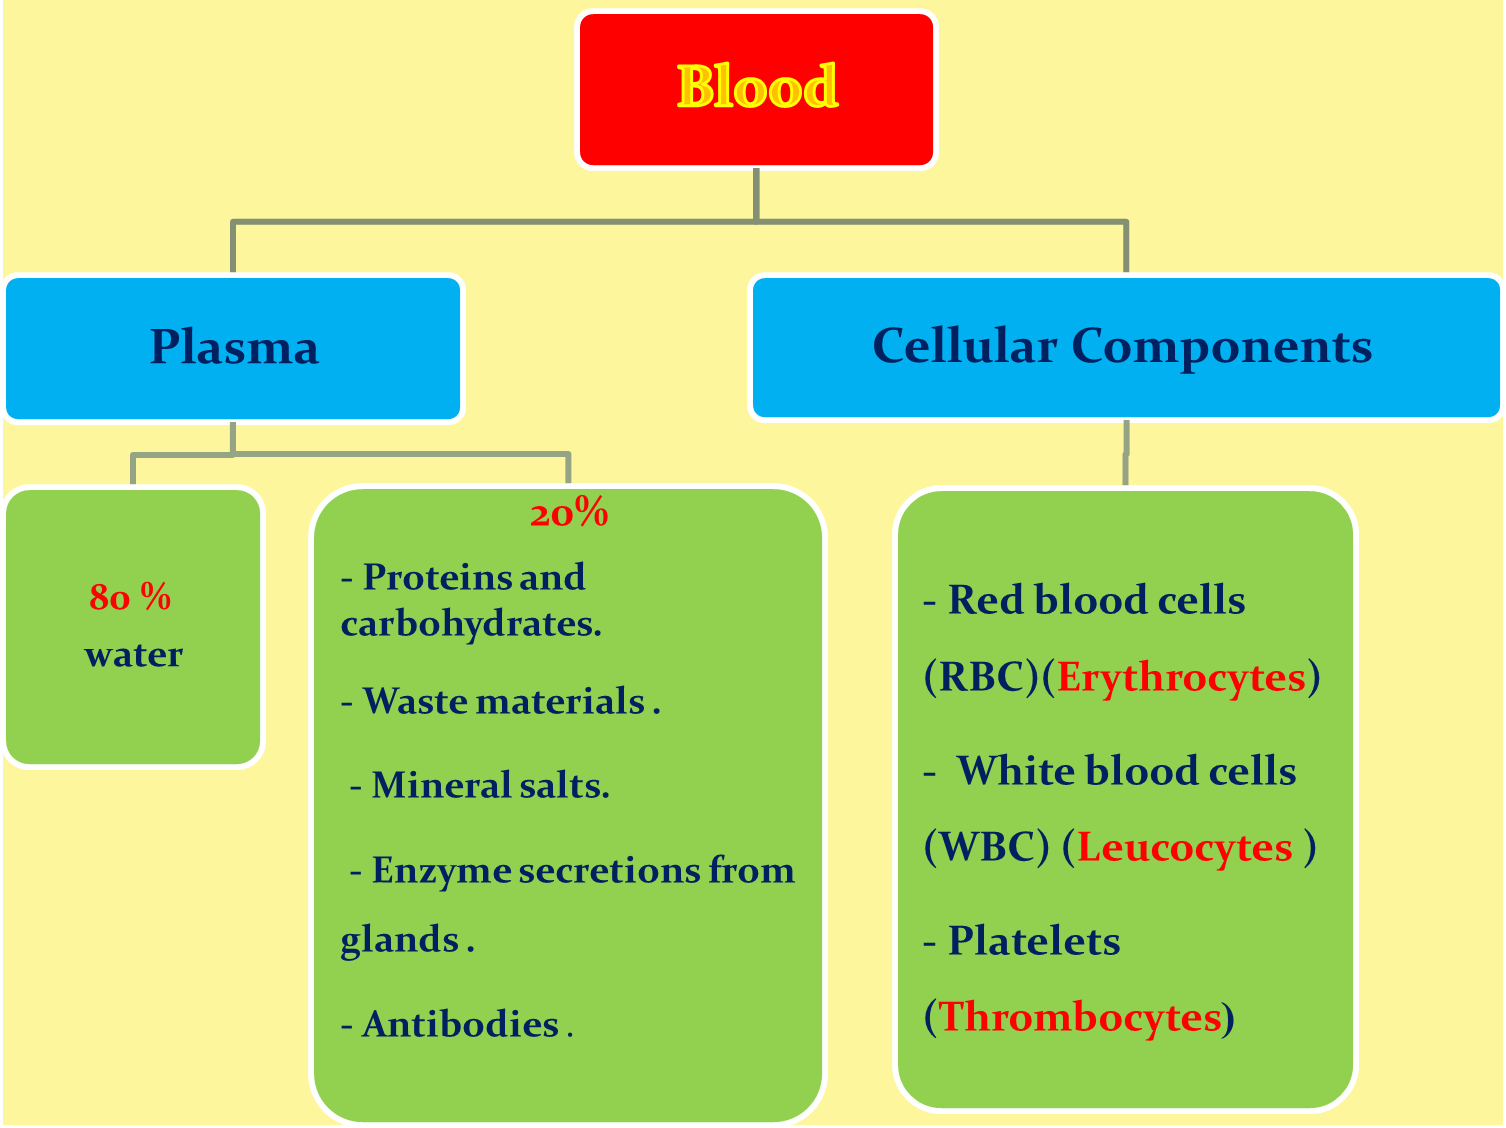 Blood
Plasma
Cellular Components
80 %
water
20%
- Proteins and
carbohydrates.
- Waste materials .
- Mineral salts.
- Enzyme secretions from
glands .
- Antibodies .
- Red blood cells
(RBC)(Erythrocytes)
- White blood cells
(WBC) (Leucocytes )
- Platelets
(Thrombocytes)